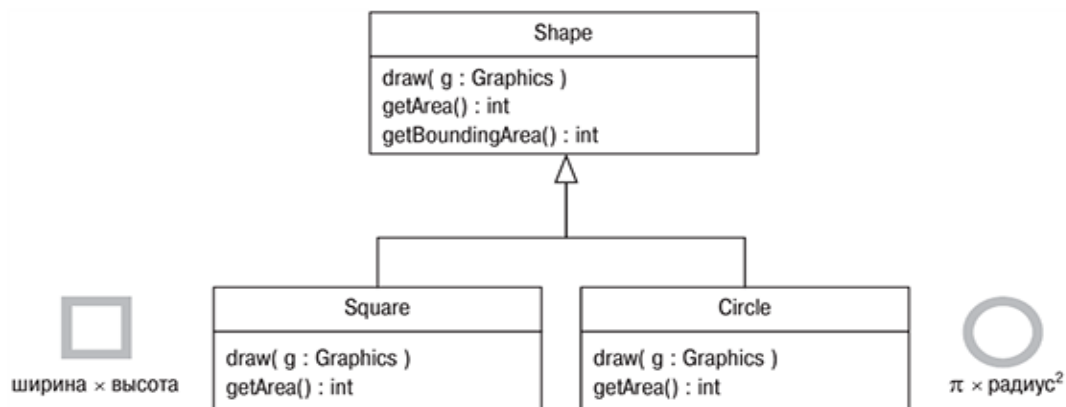 Shape
draw( g : Graphics )
getArea() : int
getBoundingArea() : int
Square
draw( g : Graphics )
getArea() : int
Circle
draw( g : Graphics )
getArea() : int
ширина × высота
π × радиус²